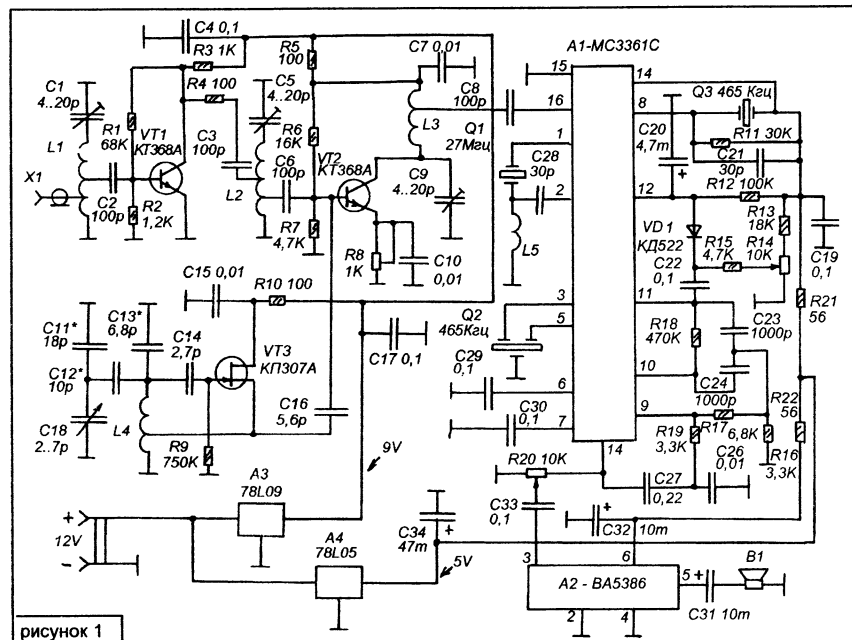 C4 0,1
R3 1K
R4 100
C1
4..20p
L1
X1
C2
100p
R1
68K
R2
1,2K
VT1
КТ368А
C3
100p
C5
4..20p
L2
C6
100p
R5
100
R6
16K
R7
4,7K
VT2
КТ368А
R8
1K
C10
0,01
C7 0,01
L3
C9
4..20p
C8
100p
Q1
27Мгц
C28
30p
L5
Q2
465Кгц
C29
0,1
C30
0,1
A1-MC3361C
15
16
1
2
3
5
6
7
14
8
12
11
10
9
14
Q3 465 Кгц
C20
4,7m
+
R11 30K
C21
30p
R12 100K
VD1
КД522
R13
18K
R14
10K
R15
4,7K
C22
0,1
C19
0,1
R21
56
R18
470K
C23
1000p
C24
1000p
R22
56
R17
6,8K
R19
3,3K
C26
0,01
R16
3,3K
C27
0,22
R20 10K
C33
0,1
+
C32 10m
3
6
A2 - BA5386
5
+
2
4
C31 10m
B1
C15 0,01
R10 100
C11*
18p
C13*
6,8p
C12*
10p
C14
2,7p
VT3
КП307А
C18
2..7p
L4
R9
750K
C16
5,6p
C17 0,1
9V
A3
78L09
+
12V
-
A4
78L05
C34
47m
+
5V
рисунок 1